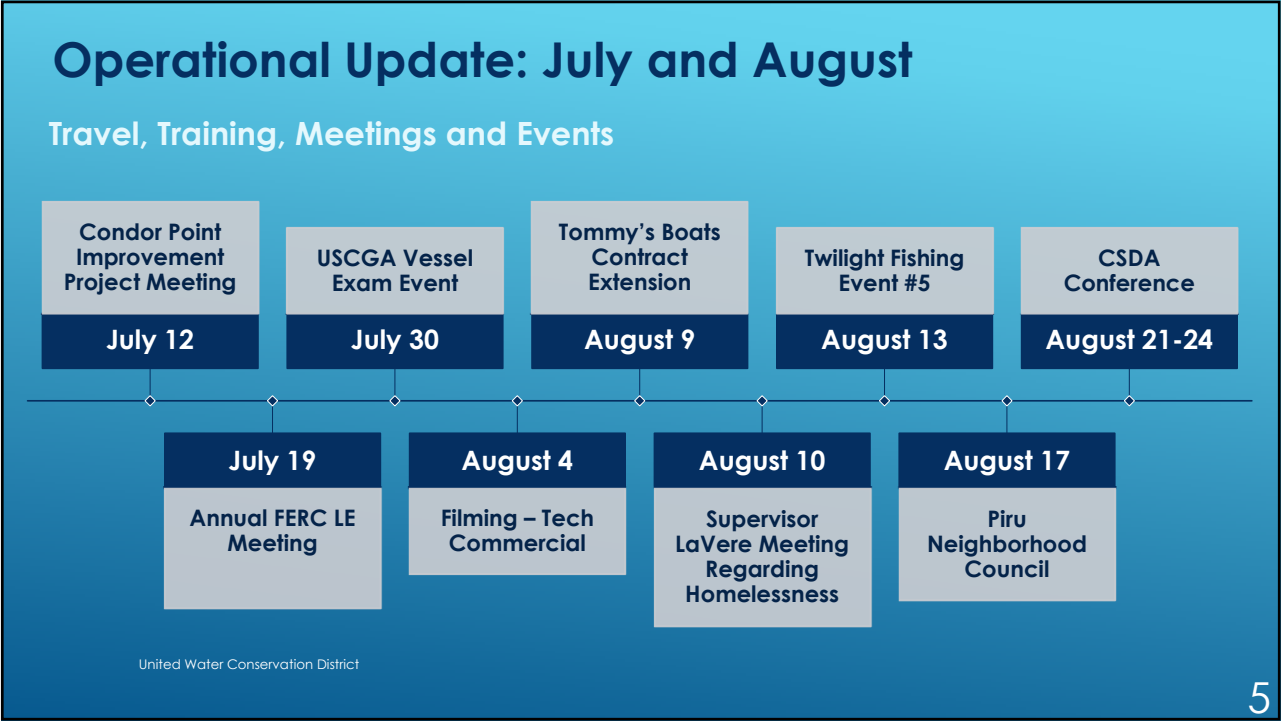 Operational Update: July and August
Travel, Training, Meetings and Events
Condor Point
Improvement
Project Meeting
July 12
July 19
Annual FERC LE
Meeting
USCGA Vessel
Exam Event
July 30
August 4
Filming – Tech
Commercial
Tommy’s Boats
Contract
Extension
August 9
August 10
Supervisor
LaVere Meeting
Regarding
Homelessness
Twilight Fishing
Event #5
August 13
August 17
Piru
Neighborhood
Council
CSDA
Conference
August 21-24
United Water Conservation District
5